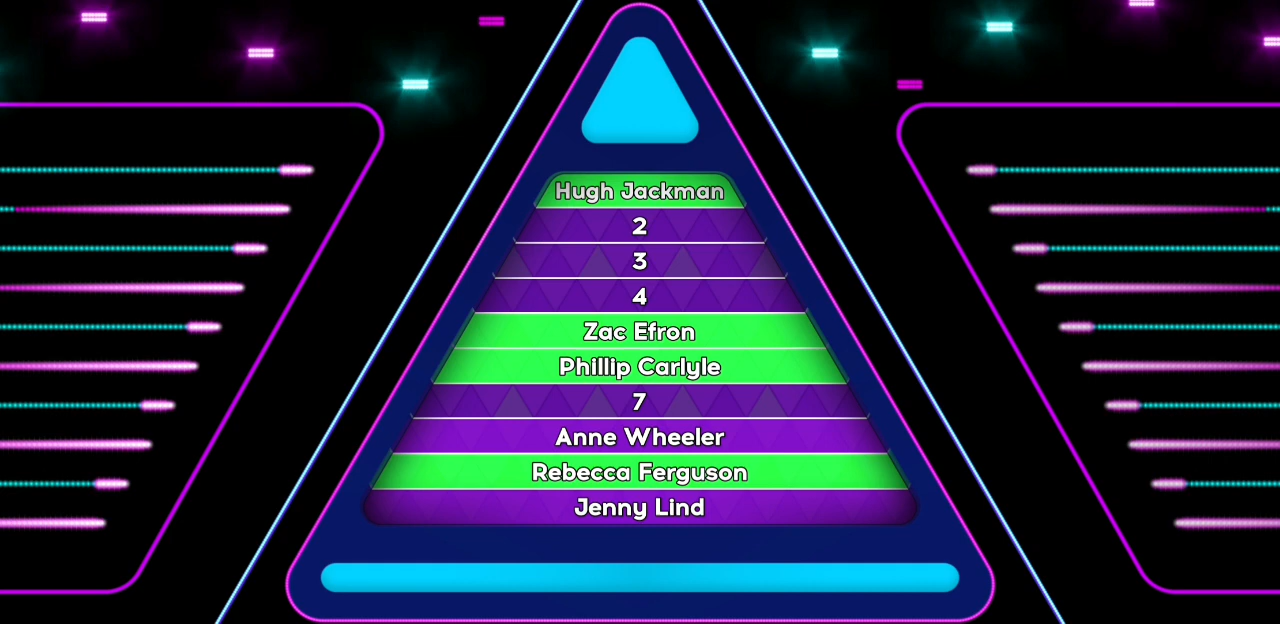 Hugh Jackman
2
3
4
Zac Efron
Phillip Carlyle
7
Anne Wheeler
Rebecca Ferguson
Jenny Lind